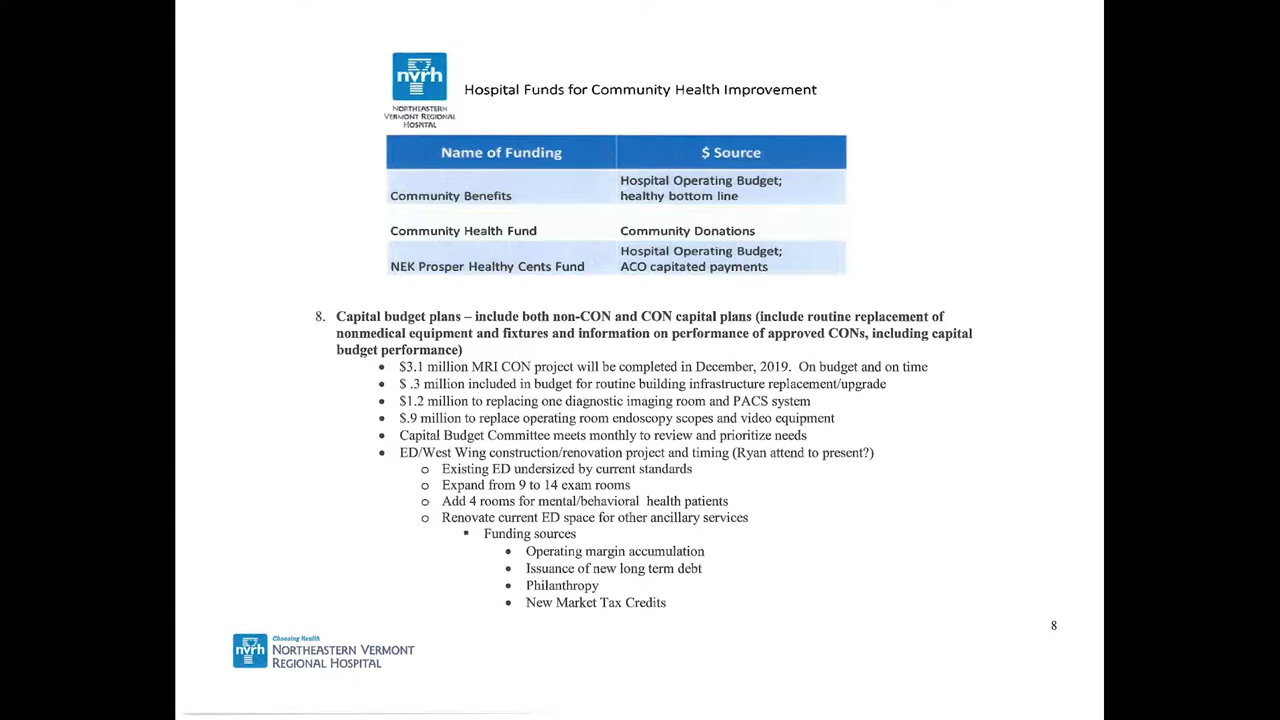 nvrh
NORTHEASTERN
VERMONT REGIONAL
HOSPITAL
Hospital Funds for Community Health Improvement
Name of Funding $ Source
Hospital Operating Budget;
Community Benefits healthy bottom line
Community Health Fund Community Donations
Hospital Operating Budget;
NEK Prosper Healthy Cents Fund ACO capitated payments
8. Capital budget plans – include both non-CON and CON capital plans (include routine replacement of
nonmedical equipment and fixtures and information on performance of approved CONs, including capital
budget performance)
• $3.1 million MRI CON project will be completed in December, 2019. On budget and on time
• $ .3 million included in budget for routine building infrastructure replacement/upgrade
• $1.2 million to replacing one diagnostic imaging room and PACS system
• $.9 million to replace operating room endoscopy scopes and video equipment
• Capital Budget Committee meets monthly to review and prioritize needs
• ED/West Wing construction/renovation project and timing (Ryan attend to present?)
o Existing ED undersized by current standards
o Expand from 9 to 14 exam rooms
o Add 4 rooms for mental/behavioral health patients
o Renovate current ED space for other ancillary services
▪ Funding sources
• Operating margin accumulation
• Issuance of new long term debt
• Philanthropy
• New Market Tax Credits
8
Choosing Health
nvrh
NORTHEASTERN VERMONT
REGIONAL HOSPITAL